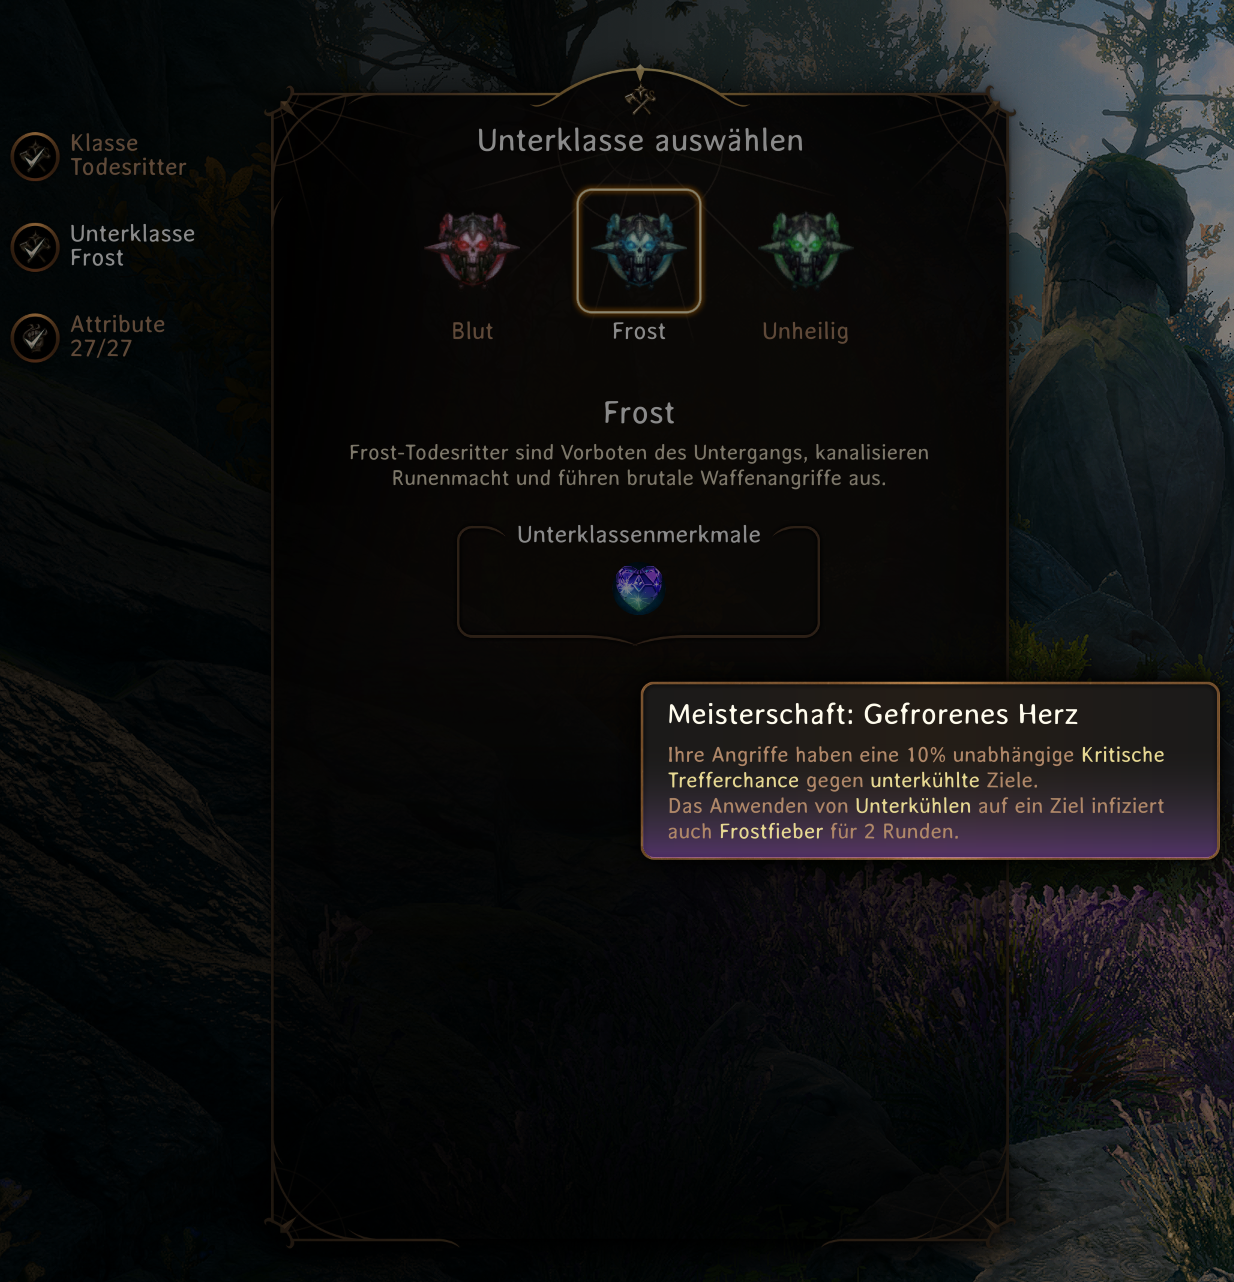 Klasse
Todesritter
Unterklasse
Frost
Attribute
27/27
Unterklasse auswählen
Blut
Frost
Unheilig
Frost
Frost-Todesritter sind Vorboten des Untergangs, kanalisieren
Runenmacht und führen brutale Waffenangriffe aus.
Unterklassenmerkmale
Meisterschaft: Gefrorenes Herz
Ihre Angriffe haben eine 10% unabhängige Kritische
Trefferchance gegen unterkühlte Ziele.
Das Anwenden von Unterkühlen auf ein Ziel infiziert
auch Frostfieber für 2 Runden.